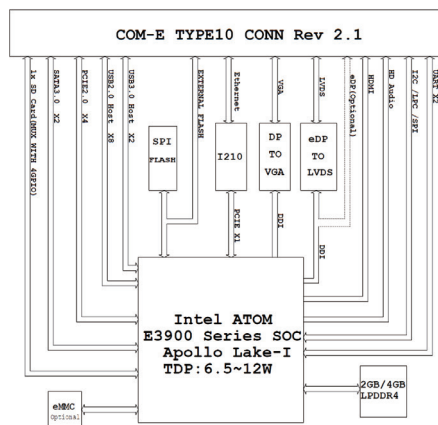 COM-E TYPE10 CONN Rev 2.1
1x SD Card(MUX WITH 4GPIO)
SATA3.0 X2
PCIE2.0 X4
USB2.0 Host X8
USB3.0 Host X2
EXTERNAL FLASH
Ethernet
VGA
LVDS
eDP(Optional)
HDMI
HD Audio
I2C /LPC /SPI
UART X2
SPI
FLASH
I210
DP
TO
VGA
eDP
TO
LVDS
PCIE X1
DDI
DDI
Intel ATOM
E3900 Series SOC
Apollo Lake-I
TDP:6.5~12W
eMMC
Optional
2GB/4GB
LPDDR4